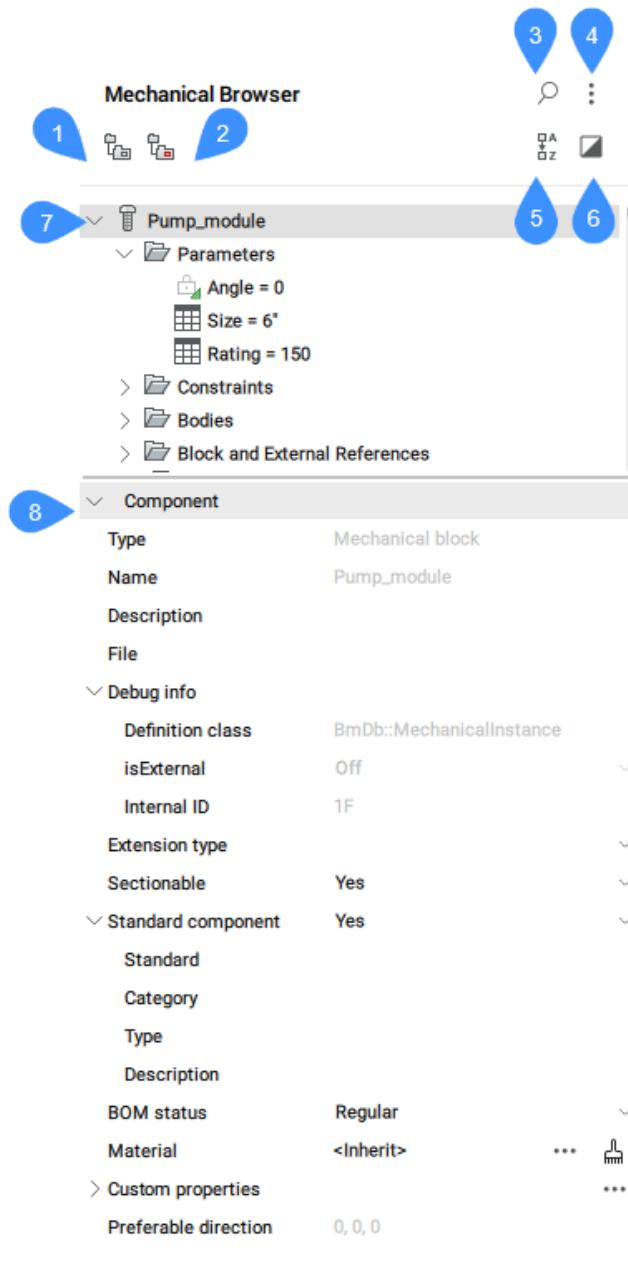 3 4
Mechanical Browser
1 2
A
Z
5 6
7 Pump_module
Parameters
Angle = 0
Size = 6"
Rating = 150
Constraints
Bodies
Block and External References
8 Component
Type Mechanical block
Name Pump_module
Description
File
Debug info
Definition class BmDb::MechanicalInstance
isExternal Off
Internal ID 1F
Extension type
Sectionable Yes
Standard component Yes
Standard
Category
Type
Description
BOM status Regular
Material <Inherit>
Custom properties
Preferable direction 0, 0, 0